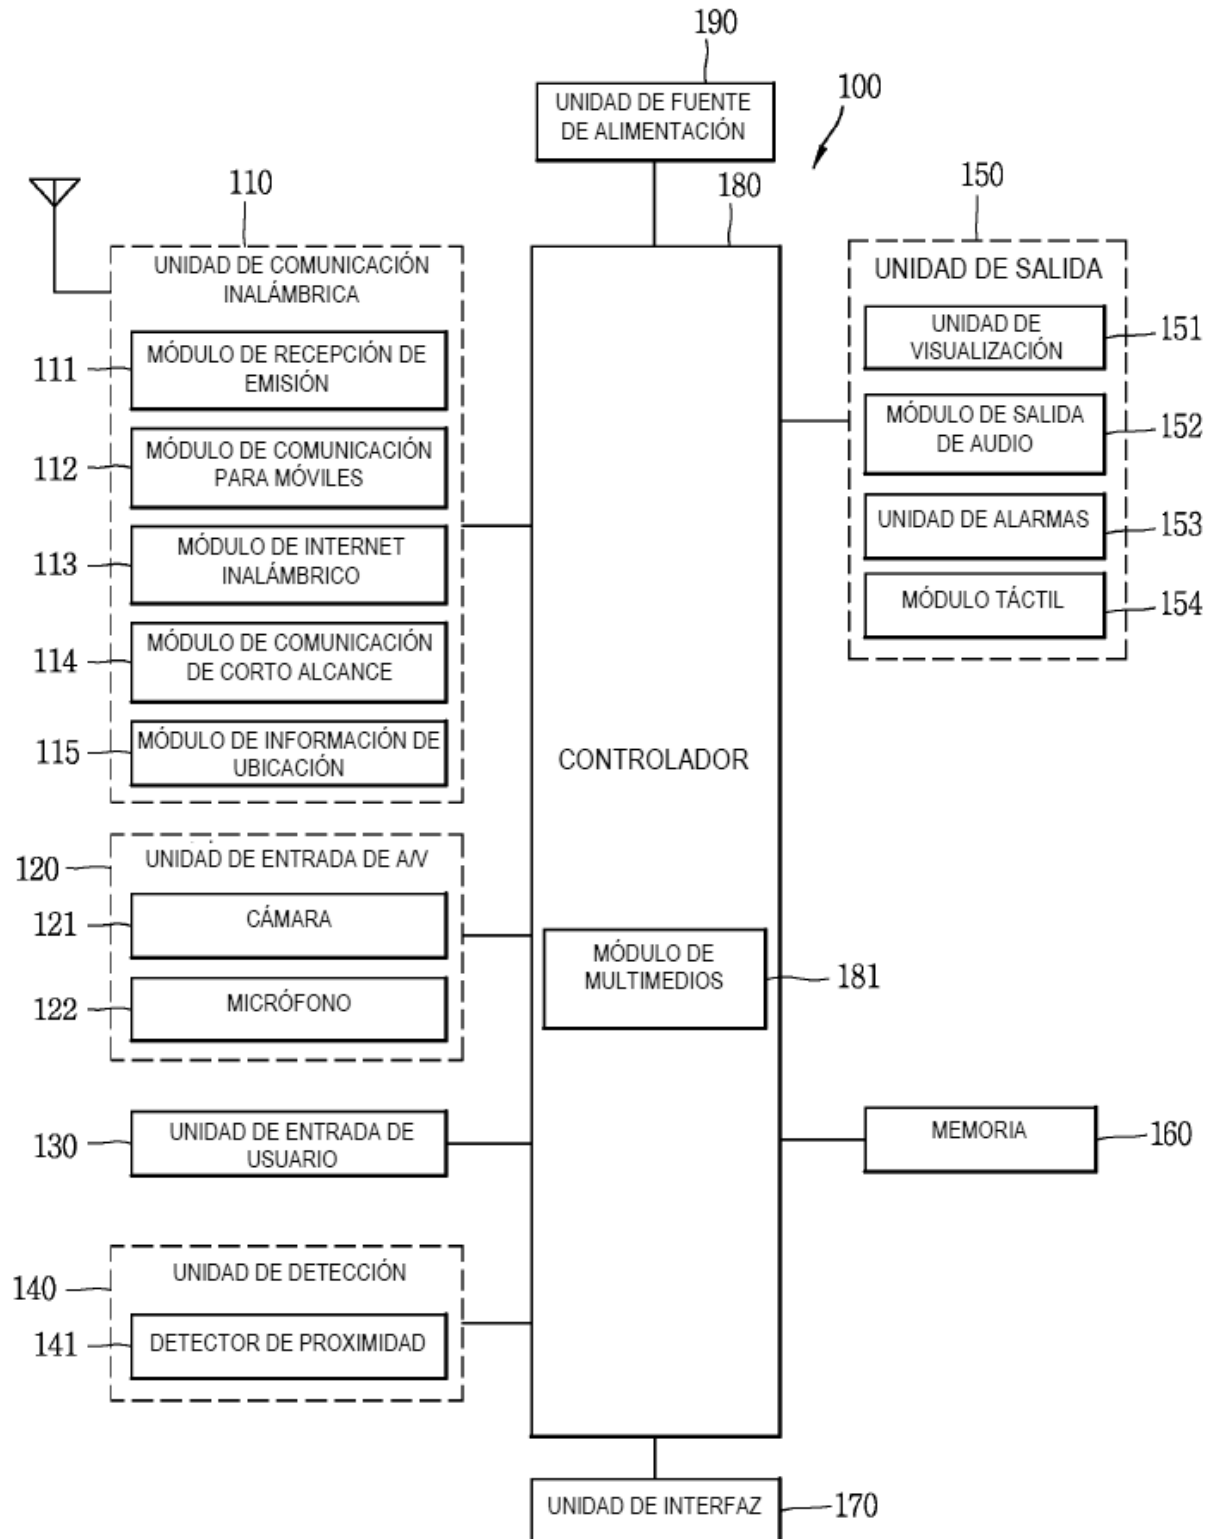 190
UNIDAD DE FUENTE
DE ALIMENTACIÓN
100
110
180
150
UNIDAD DE COMUNICACIÓN
INALÁMBRICA
111
MÓDULO DE RECEPCIÓN DE
EMISIÓN
112
MÓDULO DE COMUNICACIÓN
PARA MÓVILES
113
MÓDULO DE INTERNET
INALÁMBRICO
114
MÓDULO DE COMUNICACIÓN
DE CORTO ALCANCE
115
MÓDULO DE INFORMACIÓN DE
UBICACIÓN
120
UNIDAD DE ENTRADA DE A/V
121
CÁMARA
122
MICRÓFONO
130
UNIDAD DE ENTRADA DE
USUARIO
140
UNIDAD DE DETECCIÓN
141
DETECTOR DE PROXIMIDAD
CONTROLADOR
MÓDULO DE
MULTIMEDIOS
181
UNIDAD DE SALIDA
UNIDAD DE
VISUALIZACIÓN
151
MÓDULO DE SALIDA
DE AUDIO
152
UNIDAD DE ALARMAS
153
MÓDULO TÁCTIL
154
MEMORIA
160
UNIDAD DE INTERFAZ
170